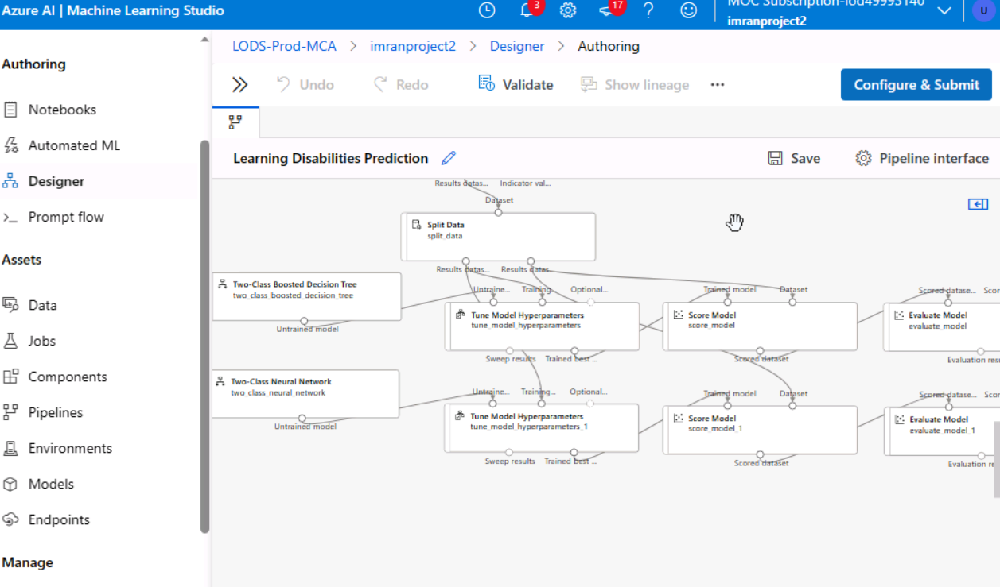 Azure AI | Machine Learning Studio
3
17
?
MOC Subscription-lod49993140
imranproject2
U
Authoring
Notebooks
Automated ML
Designer
Prompt flow
Assets
Data
Jobs
Components
Pipelines
Environments
Models
Endpoints
Manage
LODS-Prod-MCA > imranproject2 > Designer > Authoring
Undo Redo Validate Show lineage ...
Configure & Submit
Learning Disabilities Prediction
Save Pipeline interface
Results datas... Indicator val...
Dataset
Split Data
split_data
Results datas... Results datas...
Two-Class Boosted Decision Tree
two_class_boosted_decision_tree
Untrained model
Untraine... Training... Optional...
Tune Model Hyperparameters
tune_model_hyperparameters
Sweep results Trained best ...
Trained model Dataset
Score Model
score_model
Scored dataset
Scored datase... Scor
Evaluate Model
evaluate_model
Evaluation resu
Two-Class Neural Network
two_class_neural_network
Untrained model
Untraine... Training... Optional...
Tune Model Hyperparameters
tune_model_hyperparameters_1
Sweep results Trained best ...
Trained model Dataset
Score Model
score_model_1
Scored dataset
Scored datase... Scor
Evaluate Model
evaluate_model_1
Evaluation re